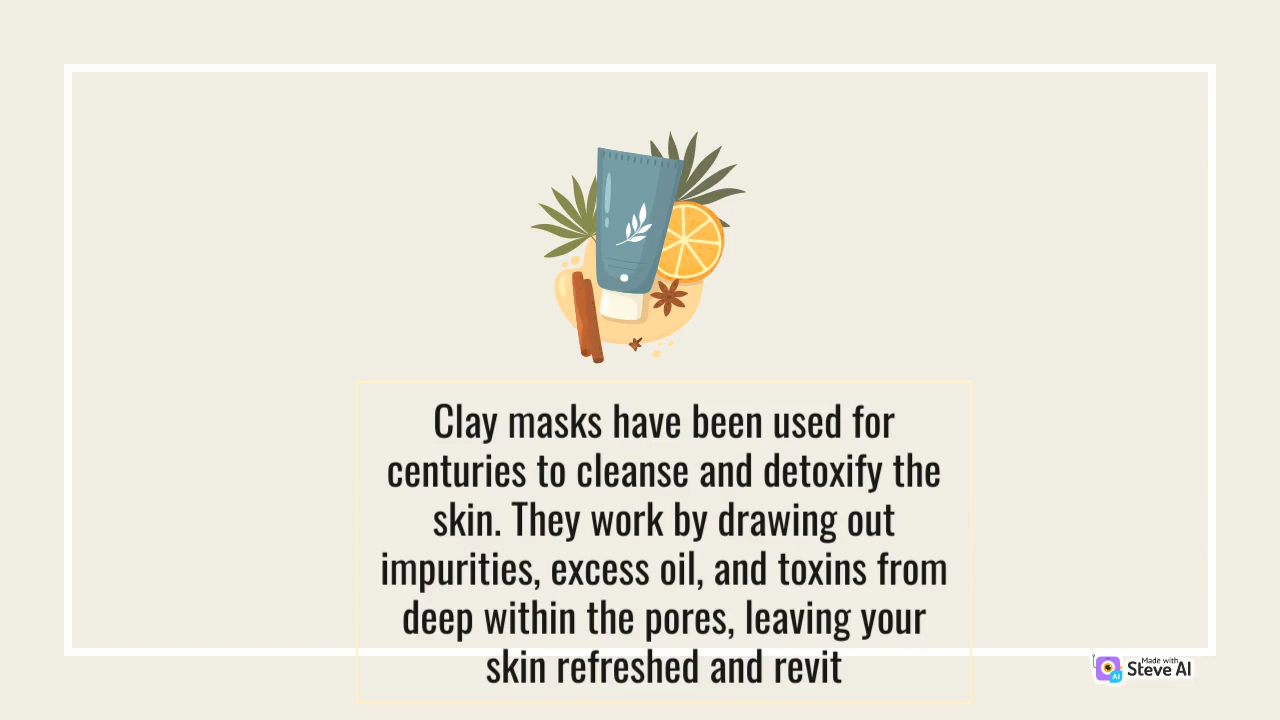 Clay masks have been used for
centuries to cleanse and detoxify the
skin. They work by drawing out
impurities, excess oil, and toxins from
deep within the pores, leaving your
skin refreshed and revit
Made with
Steve AI
AI